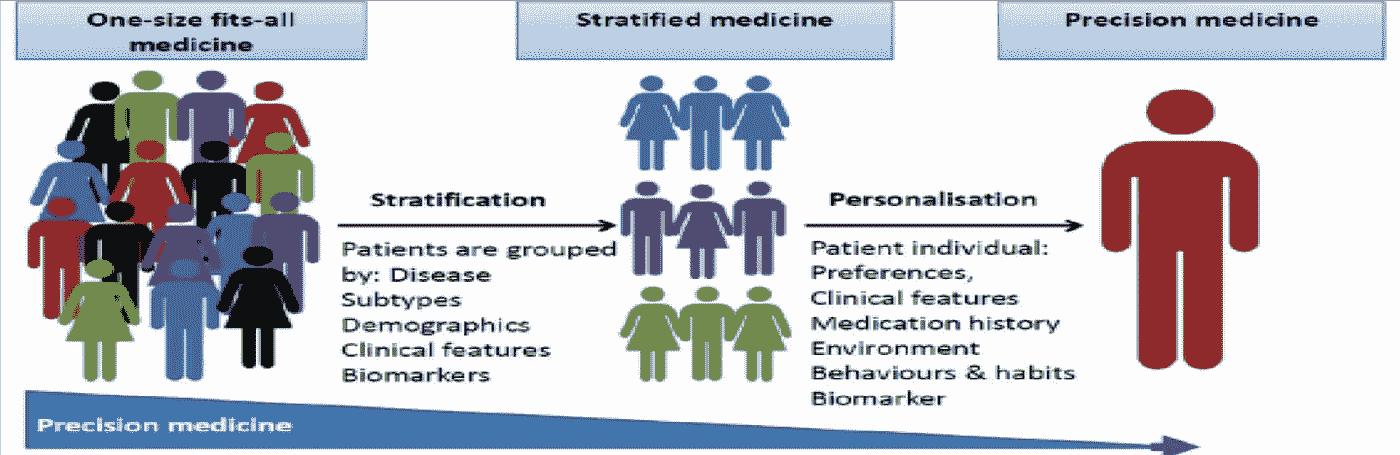 One-size fits-all
medicine
Stratified medicine
Precision medicine
Stratification
Patients are grouped
by: Disease
Subtypes
Demographics
Clinical features
Biomarkers
Personalisation
Patient individual:
Preferences,
Clinical features
Medication history
Environment
Behaviours & habits
Biomarker
Precision medicine